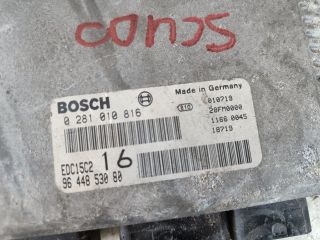 scudo
BOSCH
Made in Germany
0 281 010 816
010719
28FM0000
1166 0045
18719
EDC15C2
16
96 448 530 80